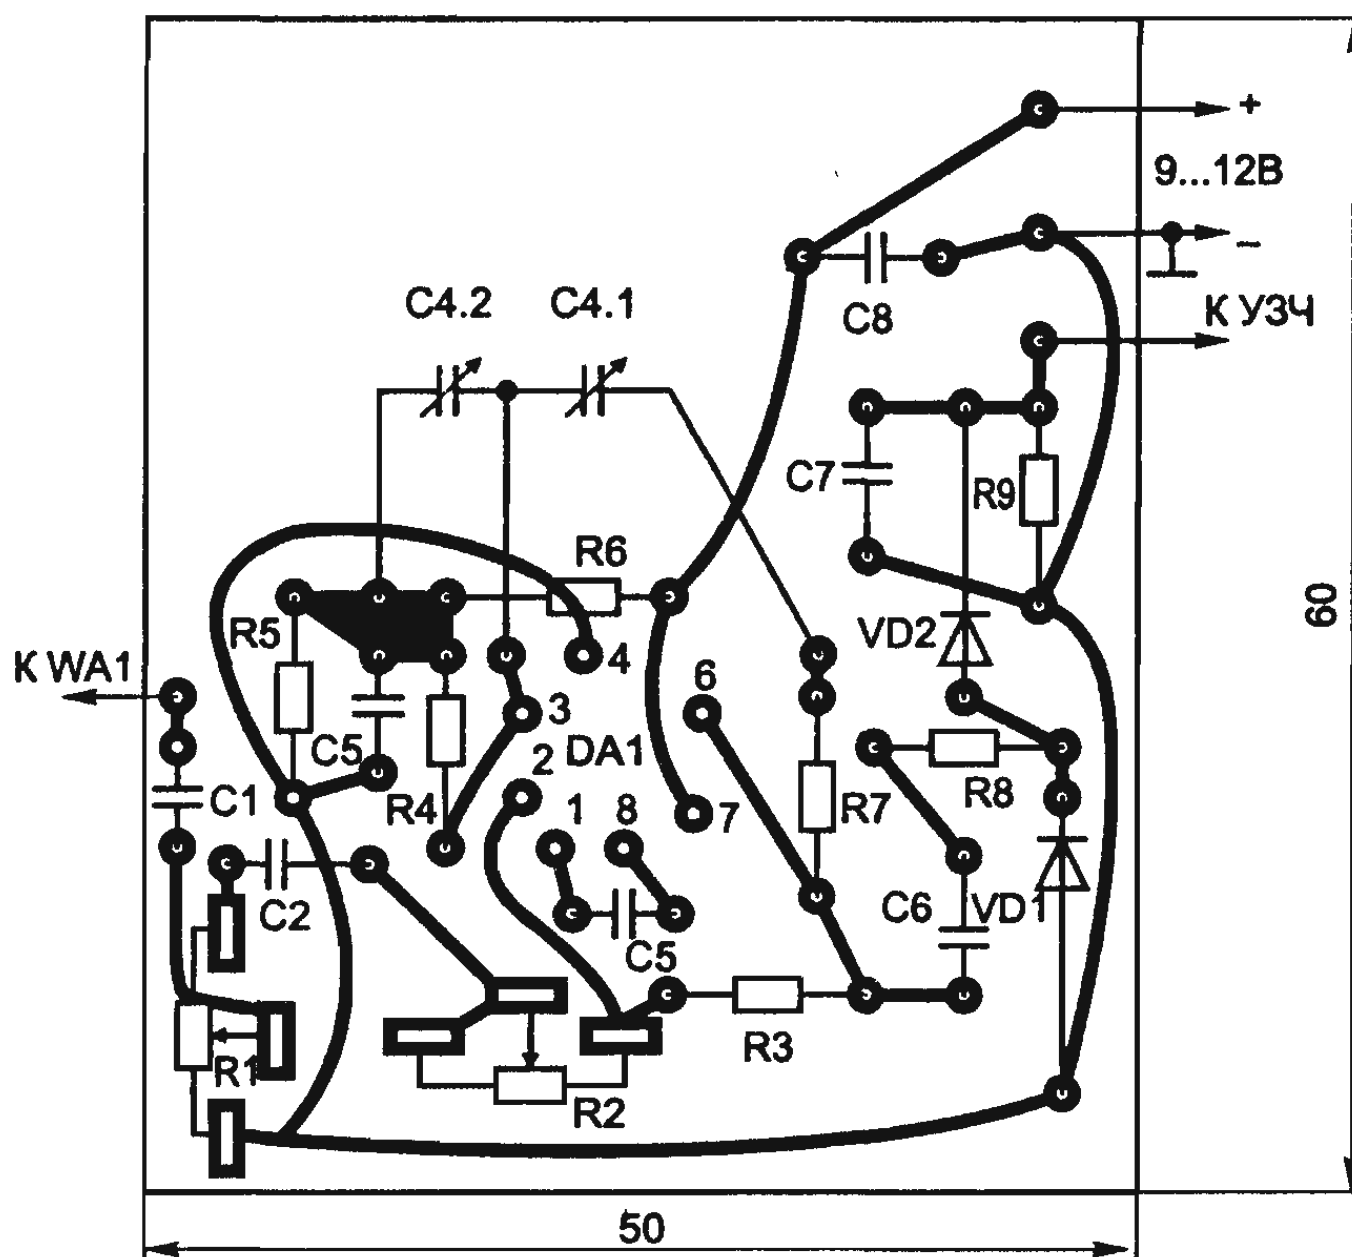 +
9...12В
–
К УЗЧ
C4.2
C4.1
C8
C7
R9
R6
R5
4
VD2
60
К WA1
6
3
C5
2
DA1
C1
R4
1
8
7
R7
R8
C2
C6
VD1
C5
R3
R1
R2
50